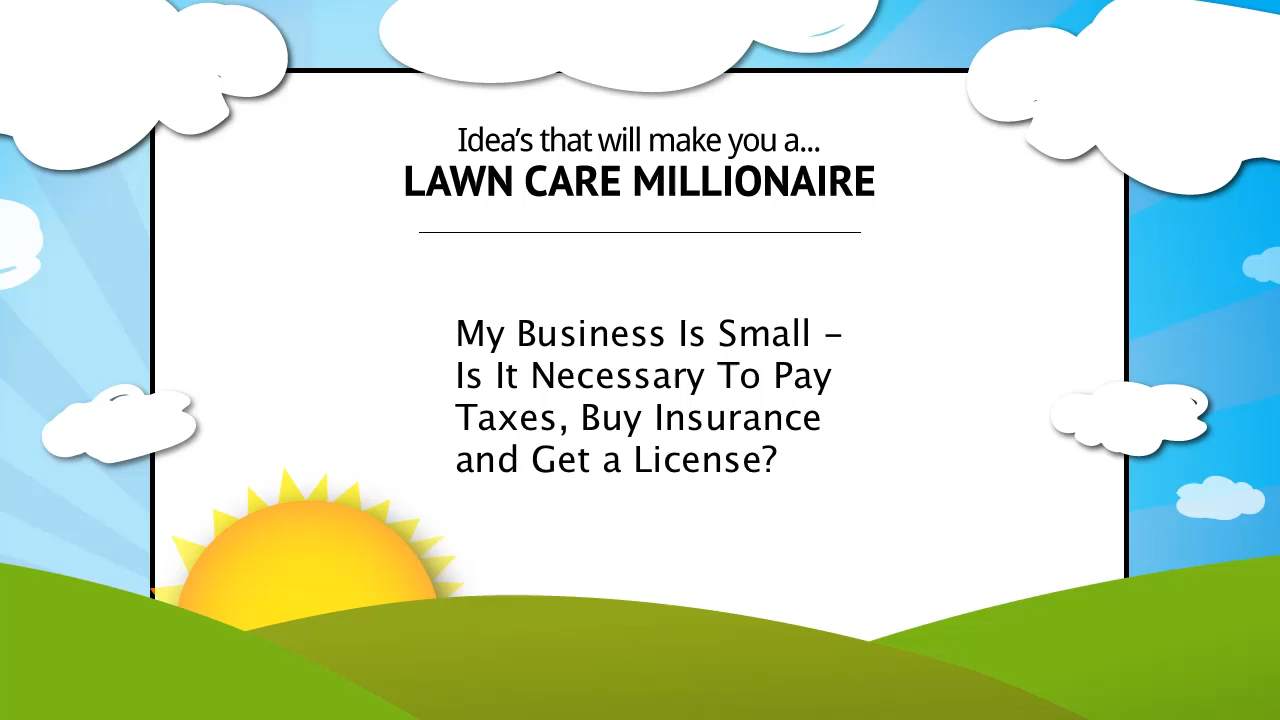 Idea's that will make you a...
LAWN CARE MILLIONAIRE
My Business Is Small –
Is It Necessary To Pay
Taxes, Buy Insurance
and Get a License?